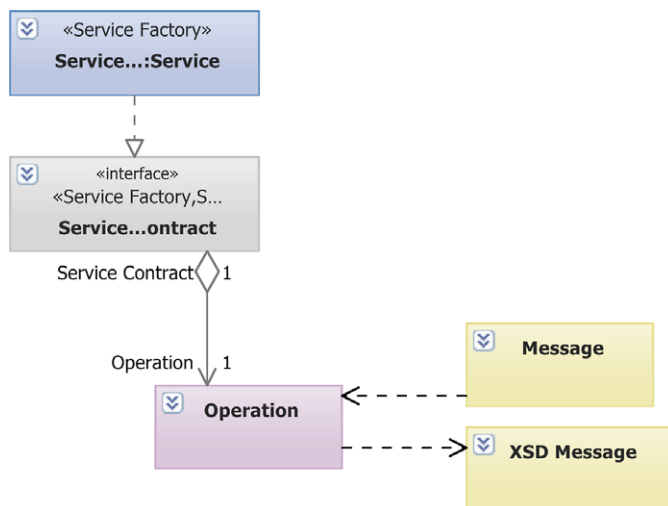 «Service Factory»
Service...:Service
«interface»
«Service Factory,S...
Service...ontract
Service Contract 1
Operation 1
Operation
Message
XSD Message